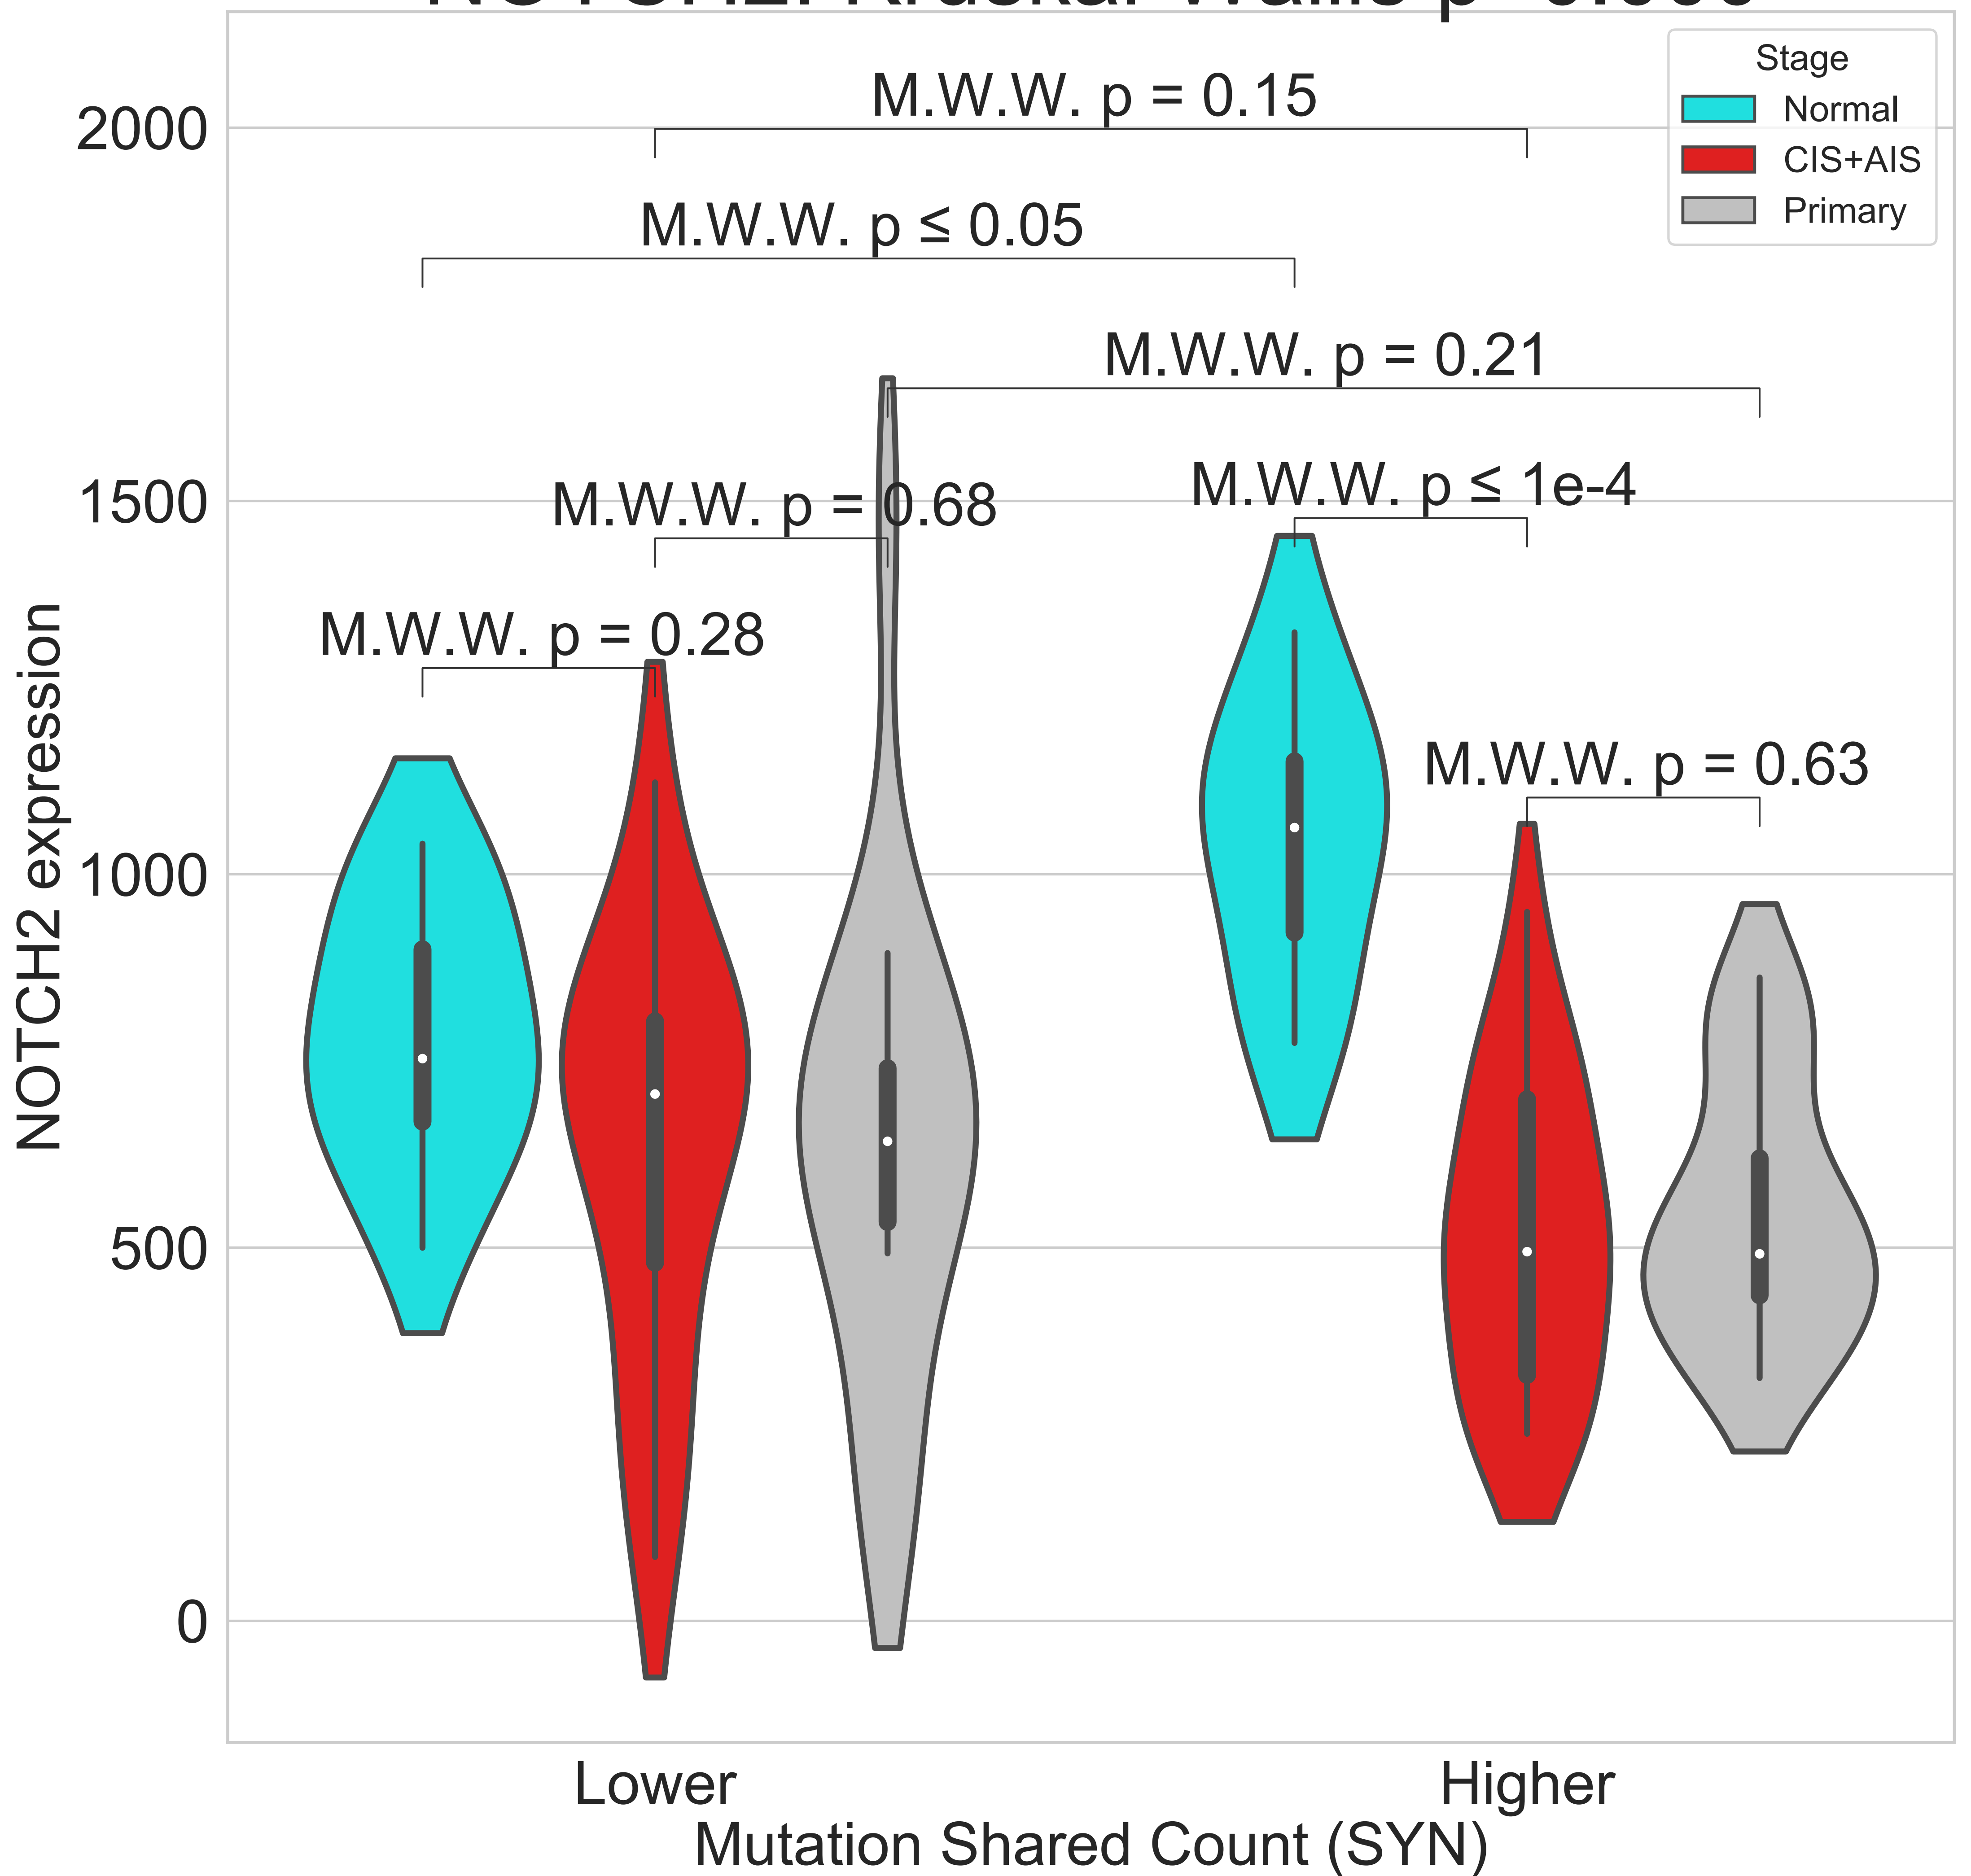 Stage
Normal
CIS+AIS
Primary
M.W.W. p = 0.15
M.W.W. p ≤ 0.05
M.W.W. p = 0.21
M.W.W. p = 0.68
M.W.W. p ≤ 1e-4
M.W.W. p = 0.28
M.W.W. p = 0.63
2000
1500
1000
500
0
NOTCH2 expression
Lower
Higher
Mutation Shared Count (SYN)